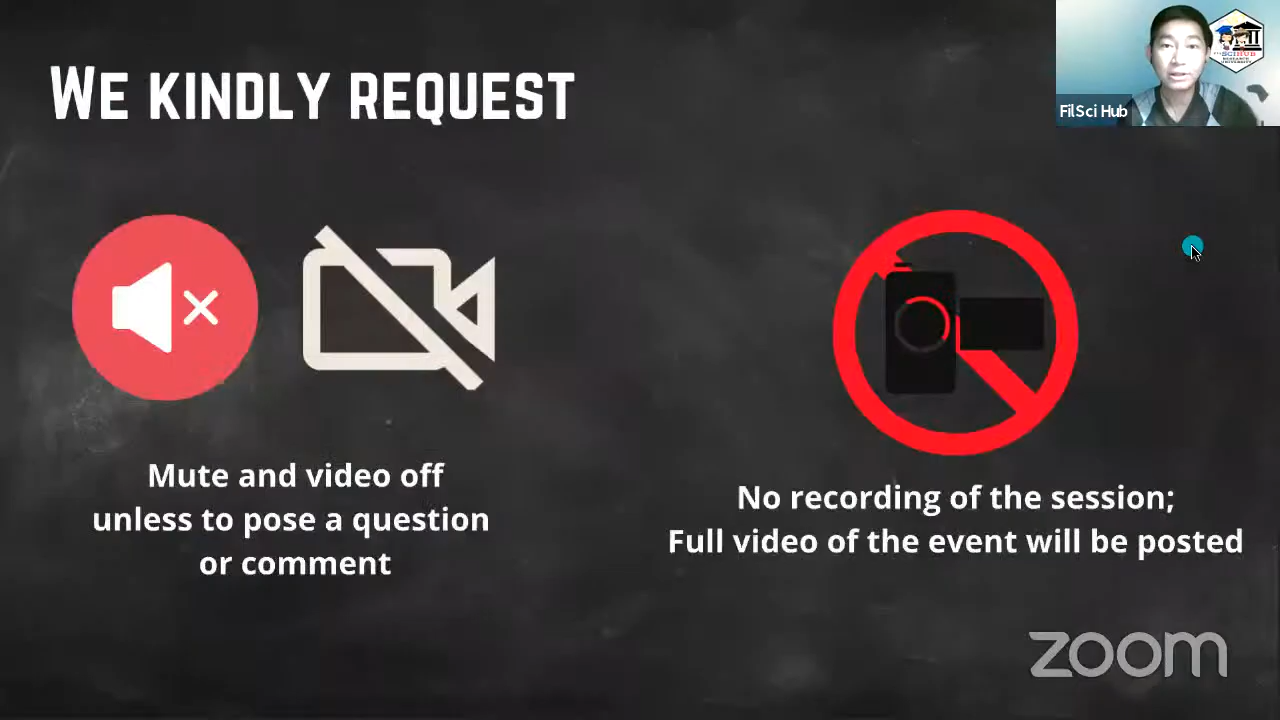 WE KINDLY REQUEST
FilSci Hub
Mute and video off
unless to pose a question
or comment
No recording of the session;
Full video of the event will be posted
zoom